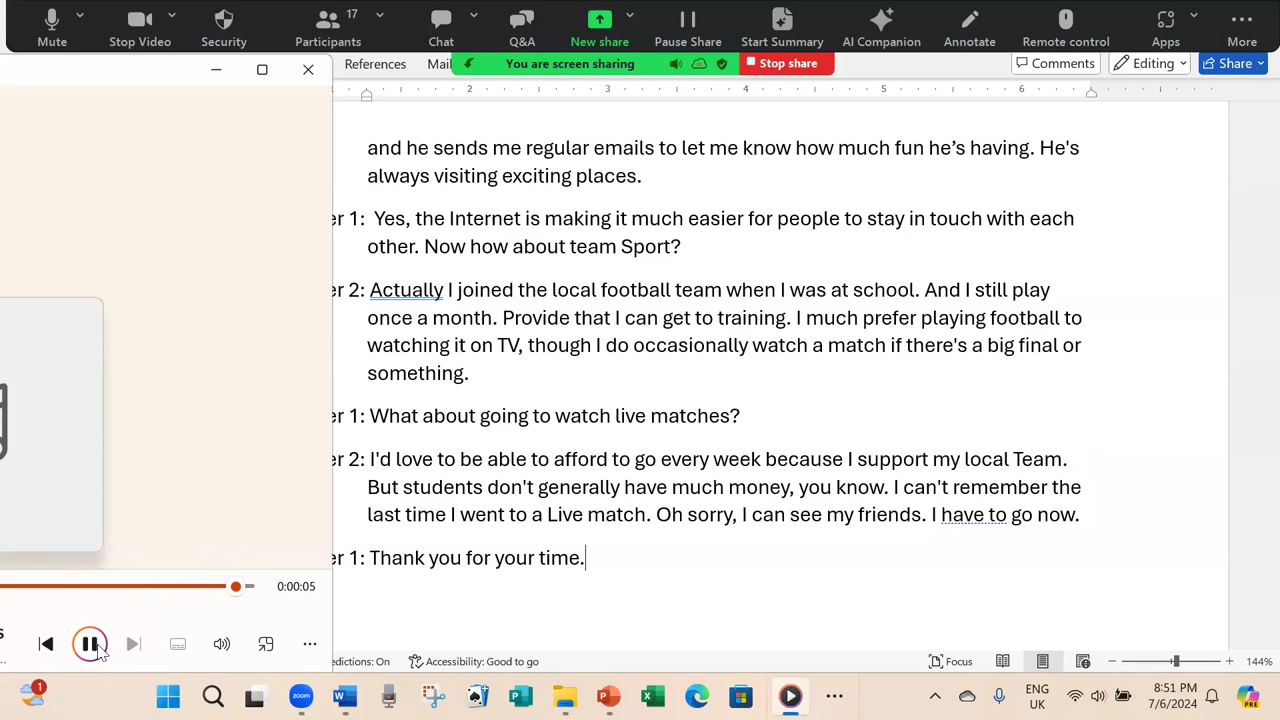 17
Mute
Stop Video
Security
Participants
Chat
Q&A
New share
Pause Share
Start Summary
AI Companion
Annotate
Remote control
Apps
More
References
Mail
You are screen sharing
Stop share
Comments
Editing
Share
2 3 4 5 6
and he sends me regular emails to let me know how much fun he’s having. He's
always visiting exciting places.
er 1: Yes, the Internet is making it much easier for people to stay in touch with each
other. Now how about team Sport?
er 2: Actually I joined the local football team when I was at school. And I still play
once a month. Provide that I can get to training. I much prefer playing football to
watching it on TV, though I do occasionally watch a match if there's a big final or
something.
er 1: What about going to watch live matches?
er 2: I'd love to be able to afford to go every week because I support my local Team.
But students don't generally have much money, you know. I can't remember the
last time I went to a Live match. Oh sorry, I can see my friends. I have to go now.
er 1: Thank you for your time.
0:00:05
s
...
edictions: On
Accessibility: Good to go
Focus
144%
1
zoom
ENG
UK
8:51 PM
7/6/2024
PRE